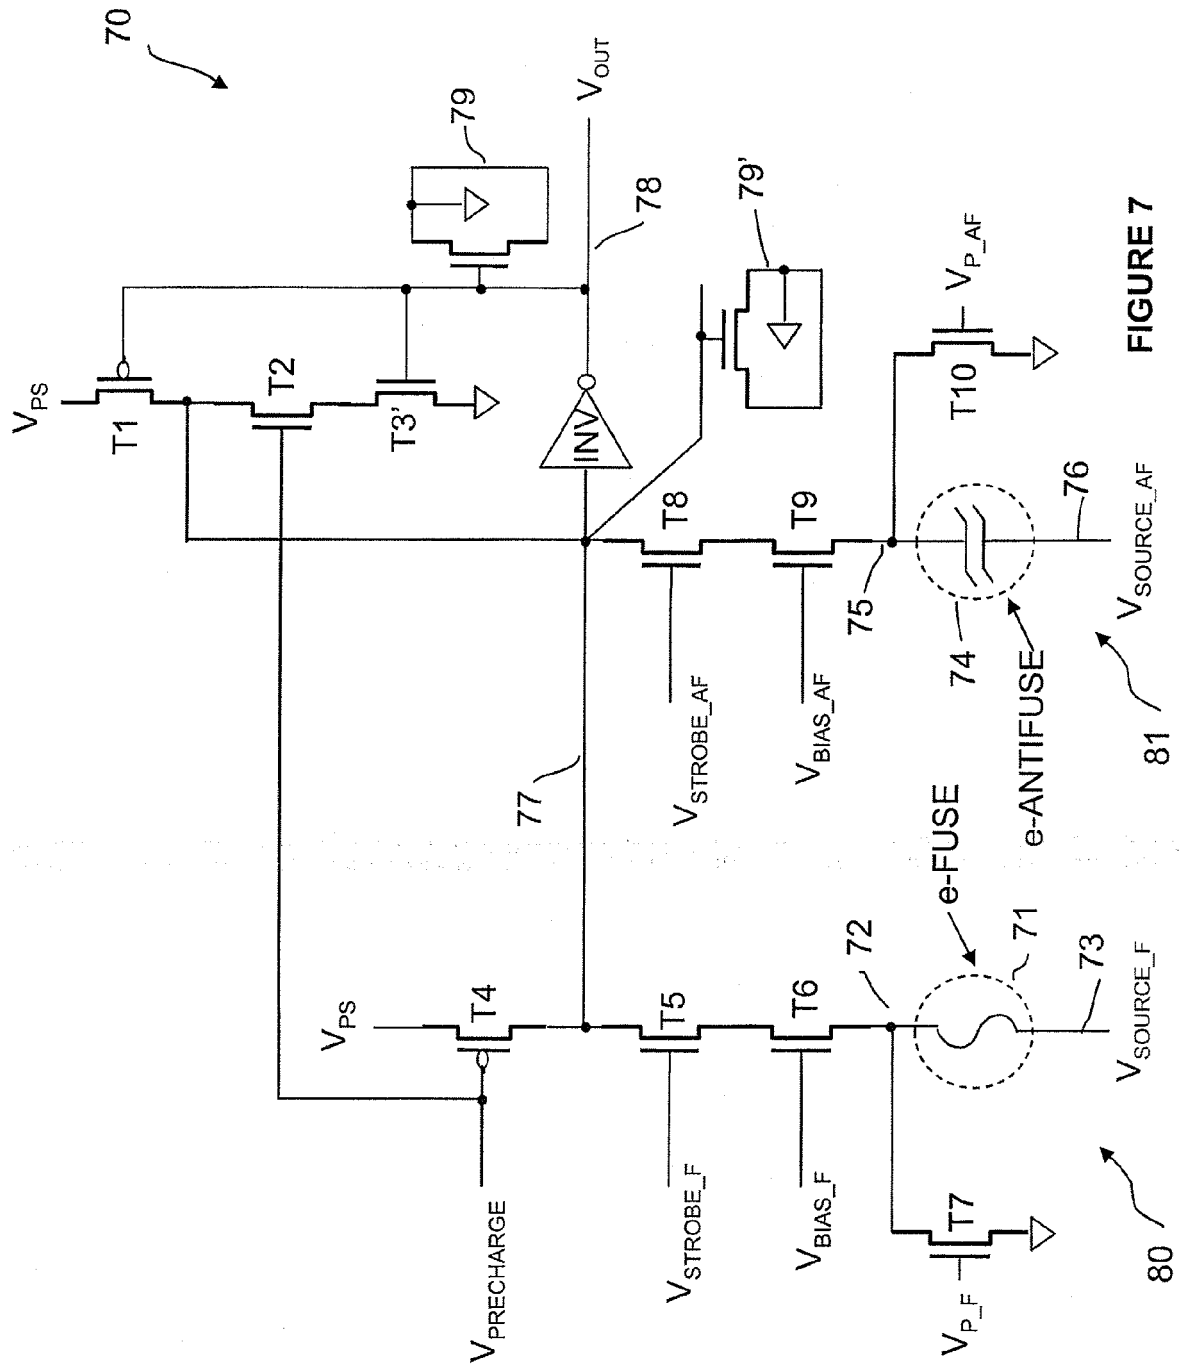 70
V_PS
T1
T2
T3'
79
V_OUT
78
INV
79'
V_PS
T4
V_PRECHARGE
77
T8
T9
T5
T6
V_STROBE_F
V_BIAS_F
V_STROBE_AF
V_BIAS_AF
75
72
T10
V_P_AF
T7
V_P_F
74
e-ANTIFUSE
76
V_SOURCE_AF
81
e-FUSE
71
73
V_SOURCE_F
80
FIGURE 7